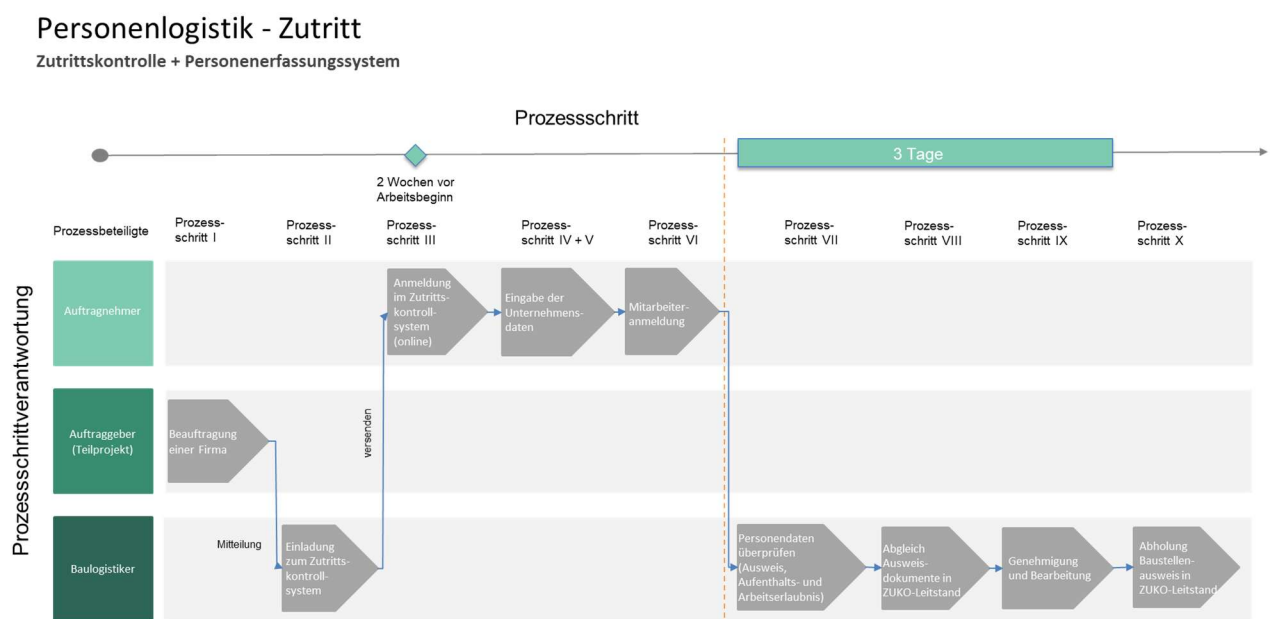 Personenlogistik - Zutritt
Zutrittskontrolle + Personenerfassungssystem
Prozessschritt
3 Tage
2 Wochen vor
Arbeitsbeginn
Prozessbeteiligte
Prozess-
schritt I
Prozess-
schritt II
Prozess-
schritt III
Prozess-
schritt IV + V
Prozess-
schritt VI
Prozess-
schritt VII
Prozess-
schritt VIII
Prozess-
schritt IX
Prozess-
schritt X
Prozessschrittverantwortung
Auftragnehmer
Anmeldung
im Zutritts-
kontroll-
system
(online)
Eingabe der
Unternehmens-
daten
Mitarbeiter-
anmeldung
Auftraggeber
(Teilprojekt)
Beauftragung
einer Firma
versenden
Baulogistiker
Mitteilung
Einladung
zum Zutritts-
kontroll-
system
Personendaten
überprüfen
(Ausweis,
Aufenthalts- und
Arbeitserlaubnis)
Abgleich
Ausweis-
dokumente in
ZUKO-Leitstand
Genehmigung
und Bearbeitung
Abholung
Baustellen-
ausweis in
ZUKO-Leitstand